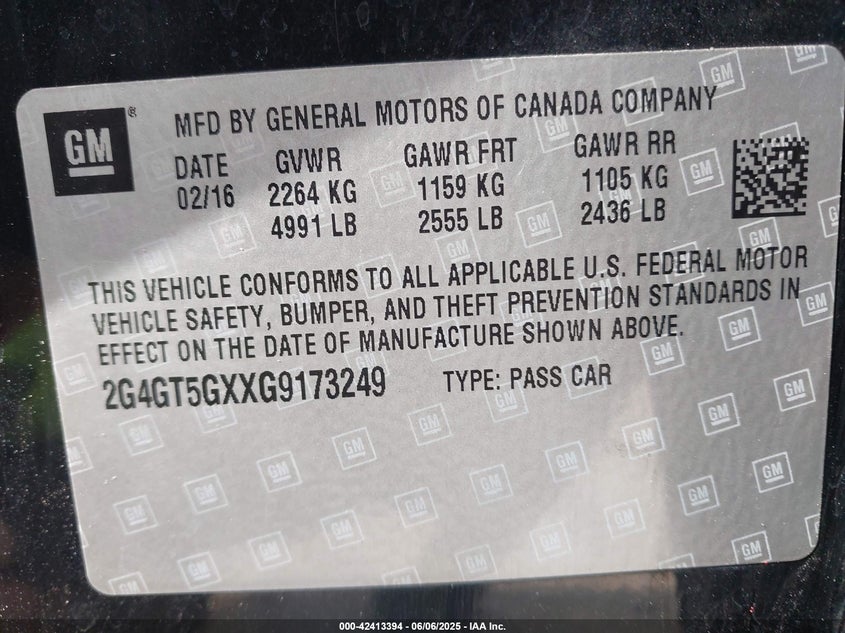 GM
®
MFD BY GENERAL MOTORS OF CANADA COMPANY
DATE GVWR GAWR FRT GAWR RR
02/16 2264 KG 1159 KG 1105 KG
4991 LB 2555 LB 2436 LB
THIS VEHICLE CONFORMS TO ALL APPLICABLE U.S. FEDERAL MOTOR
VEHICLE SAFETY, BUMPER, AND THEFT PREVENTION STANDARDS IN
EFFECT ON THE DATE OF MANUFACTURE SHOWN ABOVE.
2G4GT5GXXG9173249 TYPE: PASS CAR
000-42413394 - 06/06/2025 - IAA Inc.